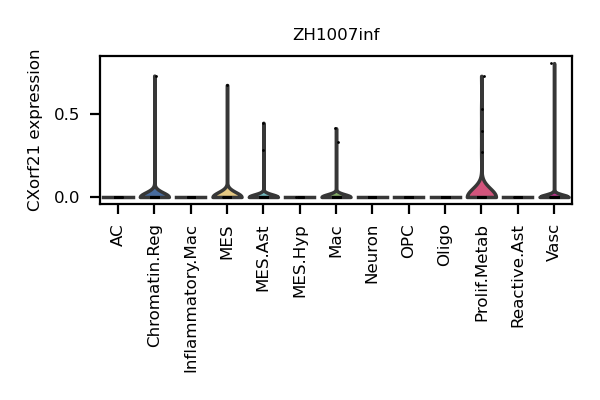 ZH1007inf
CXorf21 expression
0.5
0.0
AC
Chromatin.Reg
Inflammatory.Mac
MES
MES.Ast
MES.Hyp
Mac
Neuron
OPC
Oligo
Prolif.Metab
Reactive.Ast
Vasc